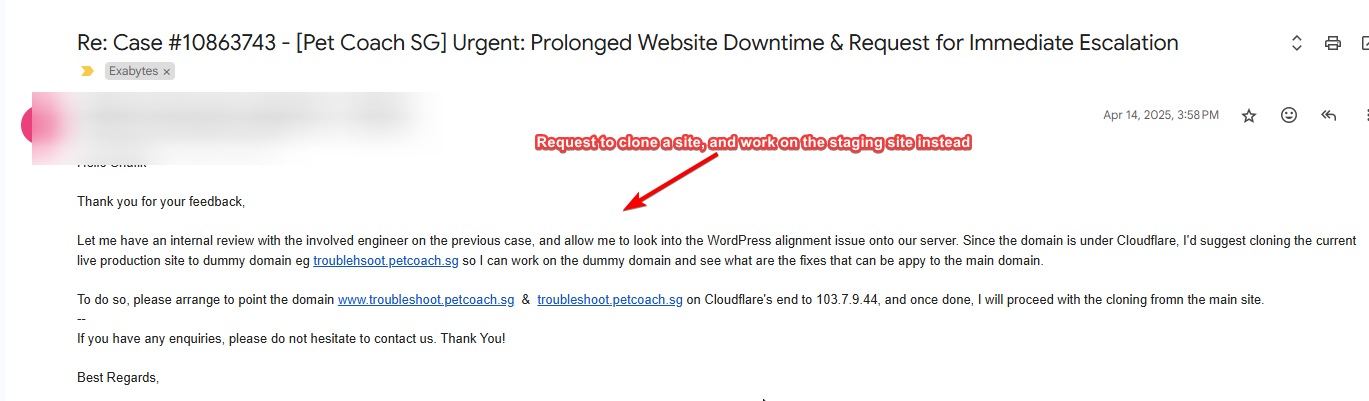 Re: Case #10863743 - [Pet Coach SG] Urgent: Prolonged Website Downtime & Request for Immediate Escalation
Exabytes ×
Apr 14, 2025, 3:58 PM
Request to clone a site, and work on the staging site instead
Thank you for your feedback,
Let me have an internal review with the involved engineer on the previous case, and allow me to look into the WordPress alignment issue onto our server. Since the domain is under Cloudflare, I'd suggest cloning the current
live production site to dummy domain eg troublehsoot.petcoach.sg so I can work on the dummy domain and see what are the fixes that can be appy to the main domain.
To do so, please arrange to point the domain www.troubleshoot.petcoach.sg & troubleshoot.petcoach.sg on Cloudflare's end to 103.7.9.44, and once done, I will proceed with the cloning fromn the main site.
--
If you have any enquiries, please do not hesitate to contact us. Thank You!
Best Regards,